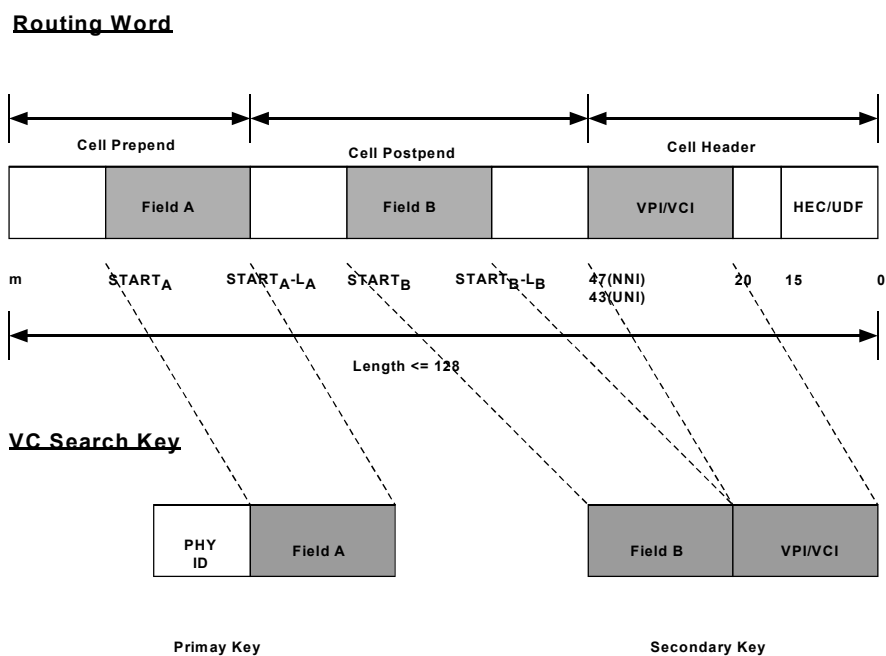 Routing Word
Cell Prepend
Cell Postpend
Cell Header
Field A
Field B
VPI/VCI
HEC/UDF
m
START_A
START_A-L_A
START_B
START_B-L_B
47(NNI)
43(UNI)
20
15
0
Length <= 128
VC Search Key
PHY
ID
Field A
Field B
VPI/VCI
Primay Key
Secondary Key